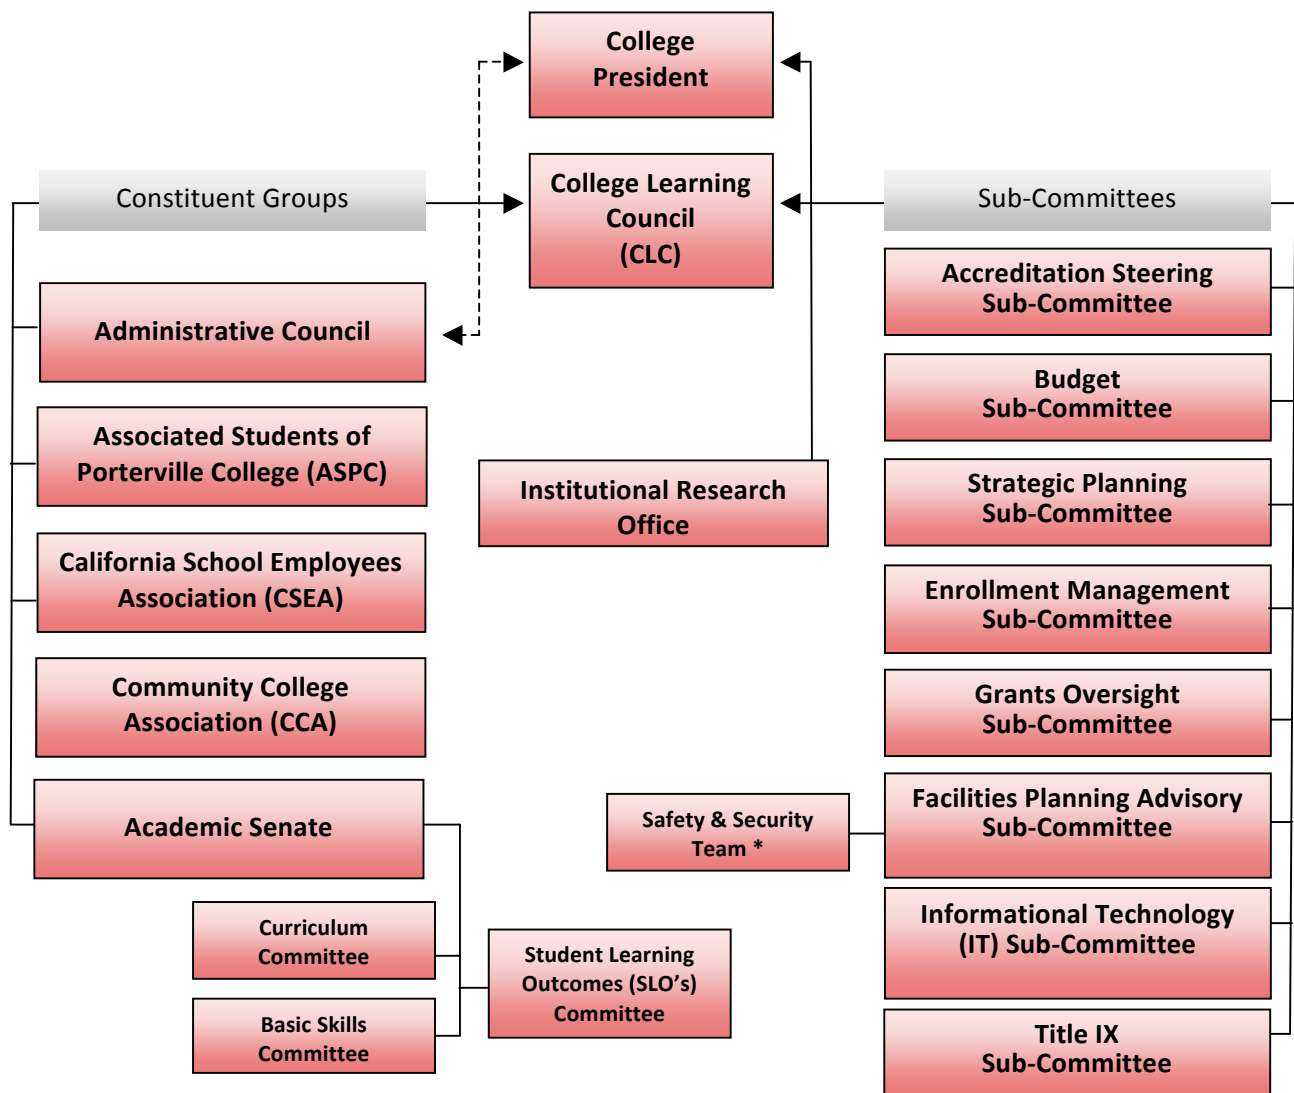 College
President
College Learning
Council
(CLC)
Constituent Groups
Administrative Council
Associated Students of
Porterville College (ASPC)
California School Employees
Association (CSEA)
Community College
Association (CCA)
Academic Senate
Curriculum
Committee
Basic Skills
Committee
Student Learning
Outcomes (SLO’s)
Committee
Institutional Research
Office
Safety & Security
Team *
Sub-Committees
Accreditation Steering
Sub-Committee
Budget
Sub-Committee
Strategic Planning
Sub-Committee
Enrollment Management
Sub-Committee
Grants Oversight
Sub-Committee
Facilities Planning Advisory
Sub-Committee
Informational Technology
(IT) Sub-Committee
Title IX
Sub-Committee